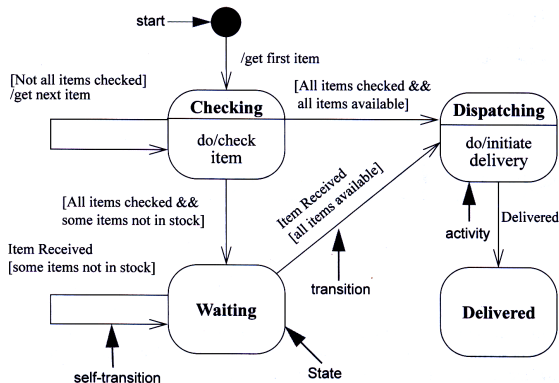 start
/get first item
[Not all items checked]
/get next item
[All items checked &&
all items available]
Checking
do/check
item
Dispatching
do/initiate
delivery
[All items checked &&
some items not in stock]
Item Received
[all items available]
Delivered
activity
Item Received
[some items not in stock]
transition
Waiting
Delivered
self-transition
State